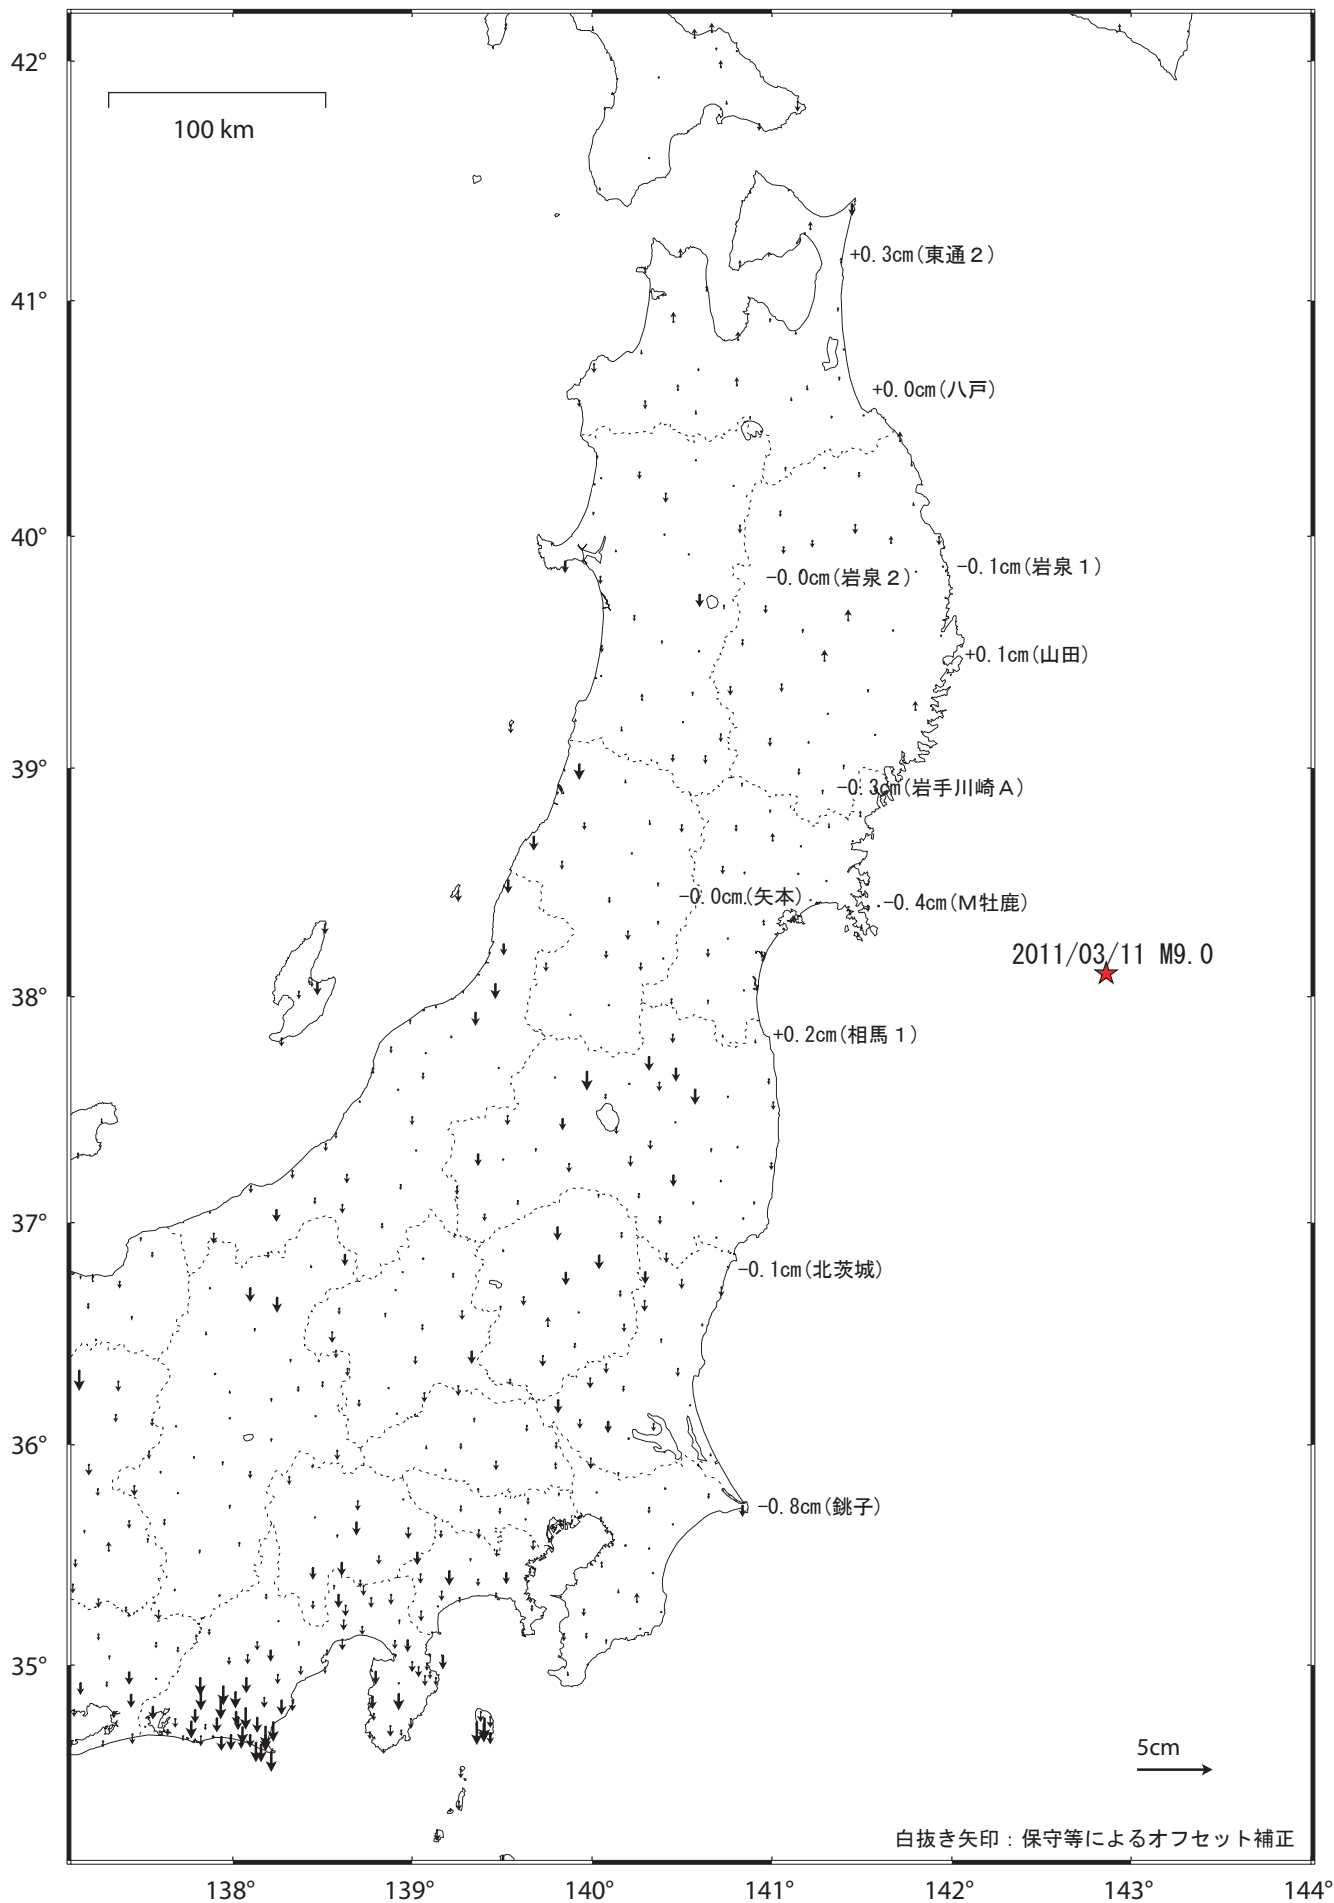 42°
100 km
+0.3cm(東通２)
41°
+0.0cm(八戸)
40°
-0.1cm(岩泉１)
-0.0cm(岩泉２)
+0.1cm(山田)
39°
-0.3cm(岩手川崎Ａ)
-0.0cm(矢本)
-0.4cm(Ｍ牡鹿)
2011/03/11 M9.0
38°
+0.2cm(相馬１)
37°
-0.1cm(北茨城)
36°
-0.8cm(銚子)
35°
5cm
白抜き矢印：保守等によるオフセット補正
138° 139° 140° 141° 142° 143° 144°